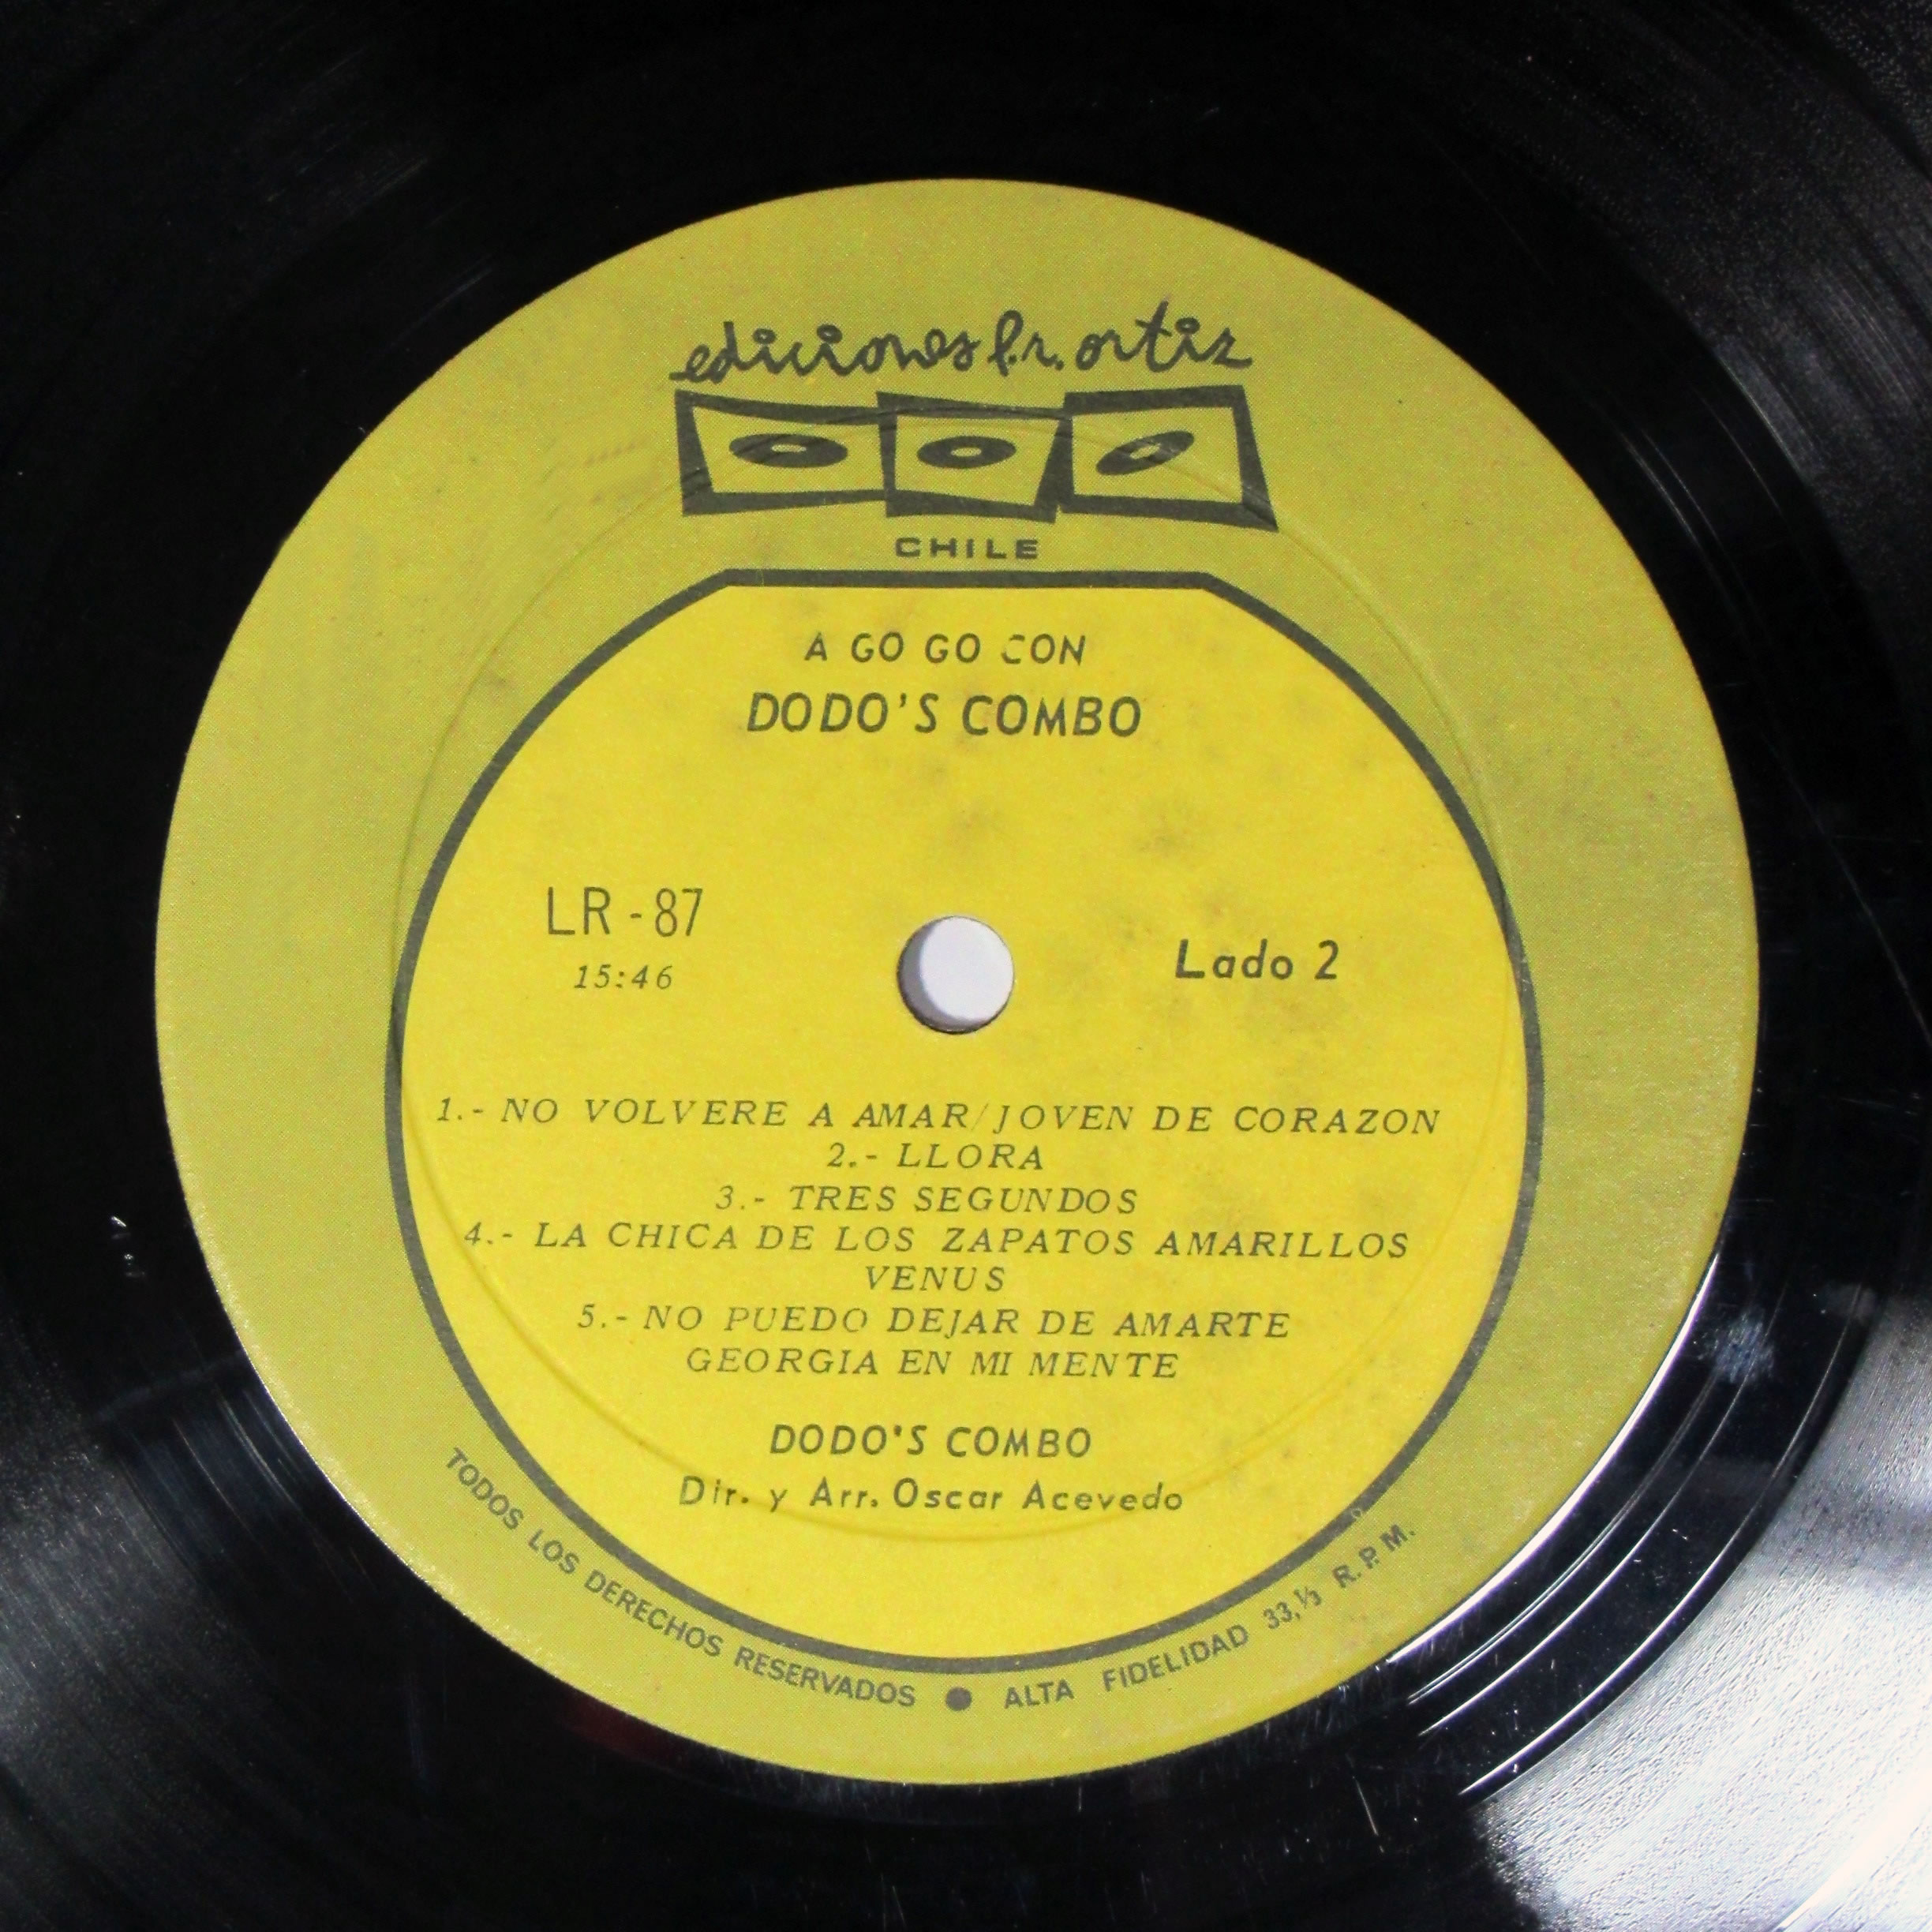 ediciones l.r. ortiz
CHILE
A GO GO CON
DODO'S COMBO
LR - 87
15:46
Lado 2
1.- NO VOLVERE A AMAR/JOVEN DE CORAZON
2.- LLORA
3.- TRES SEGUNDOS
4.- LA CHICA DE LOS ZAPATOS AMARILLOS
VENUS
5.- NO PUEDO DEJAR DE AMARTE
GEORGIA EN MI MENTE
DODO'S COMBO
Dir. y Arr. Oscar Acevedo
TODOS LOS DERECHOS RESERVADOS ● ALTA FIDELIDAD 33,⅓ R.P.M.